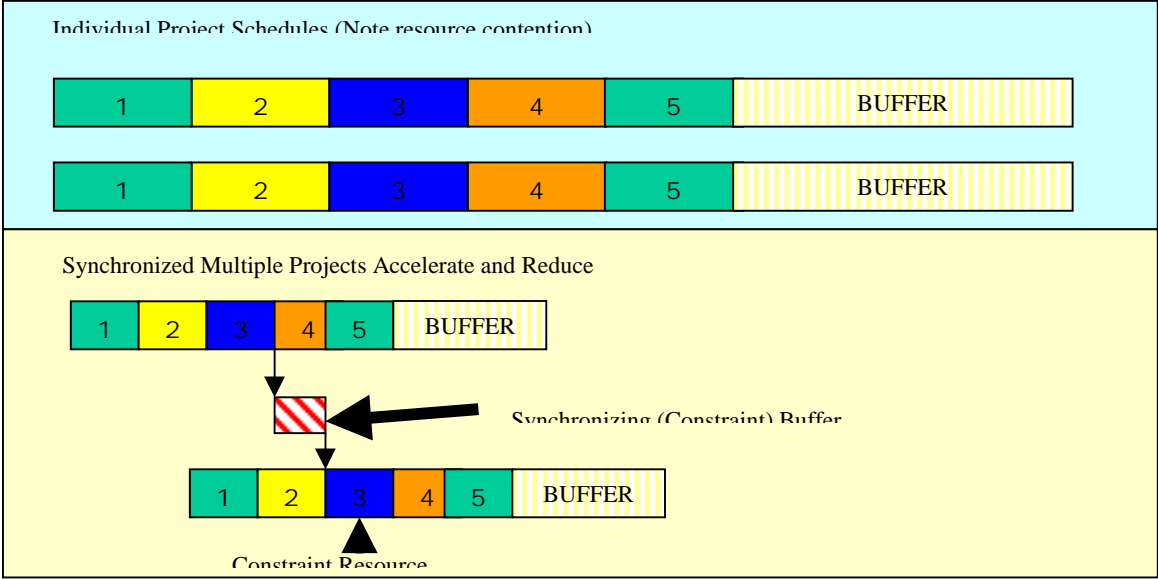 Individual Project Schedules (Note resource contention)
1 2 3 4 5 BUFFER
1 2 3 4 5 BUFFER
Synchronized Multiple Projects Accelerate and Reduce
1 2 3 4 5 BUFFER
Synchronizing (Constraint) Buffer
1 2 3 4 5 BUFFER
Constraint Resource